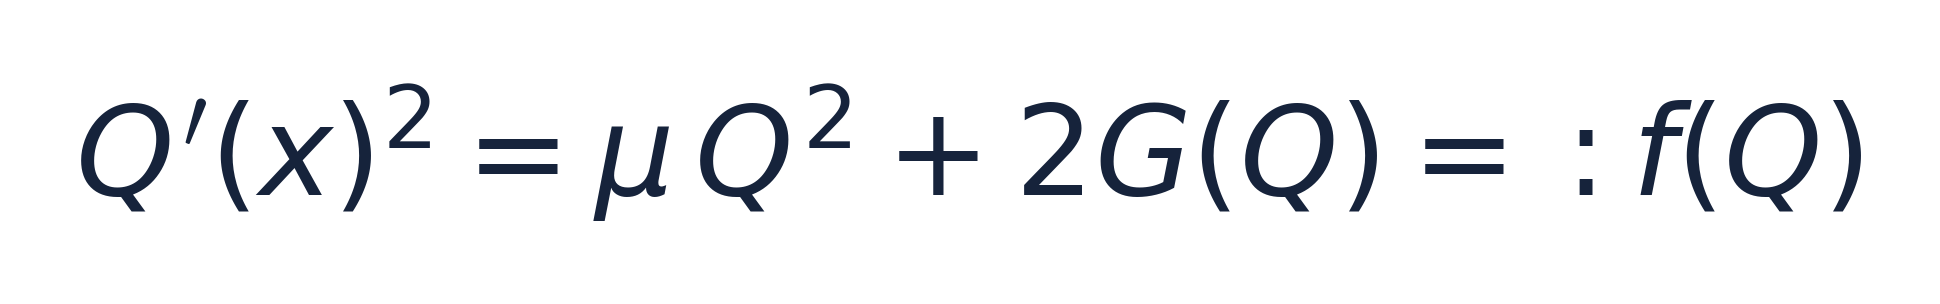 Q′(x)² = μ Q² + 2G(Q) = : f(Q)